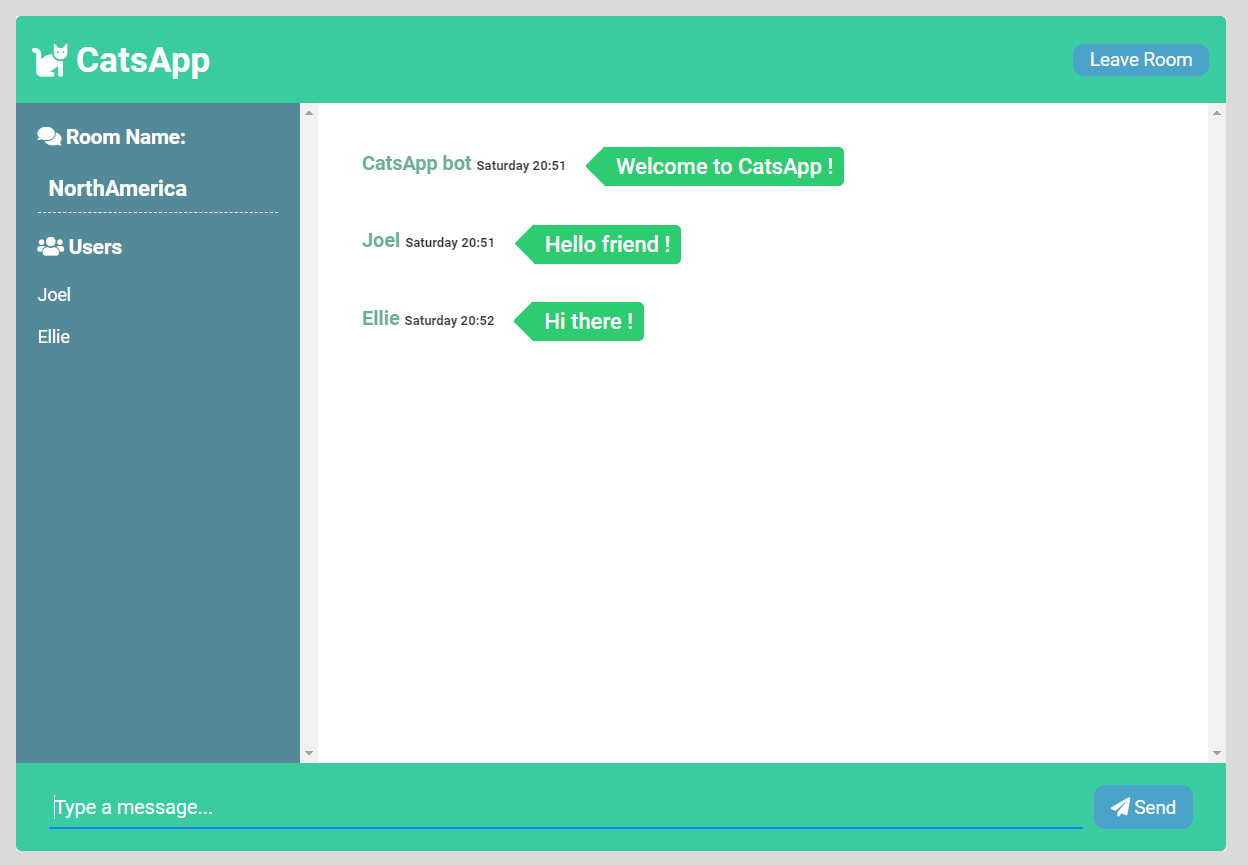 CatsApp
Leave Room
Room Name:
NorthAmerica
Users
Joel
Ellie
CatsApp bot Saturday 20:51 Welcome to CatsApp !
Joel Saturday 20:51 Hello friend !
Ellie Saturday 20:52 Hi there !
Type a message...
Send